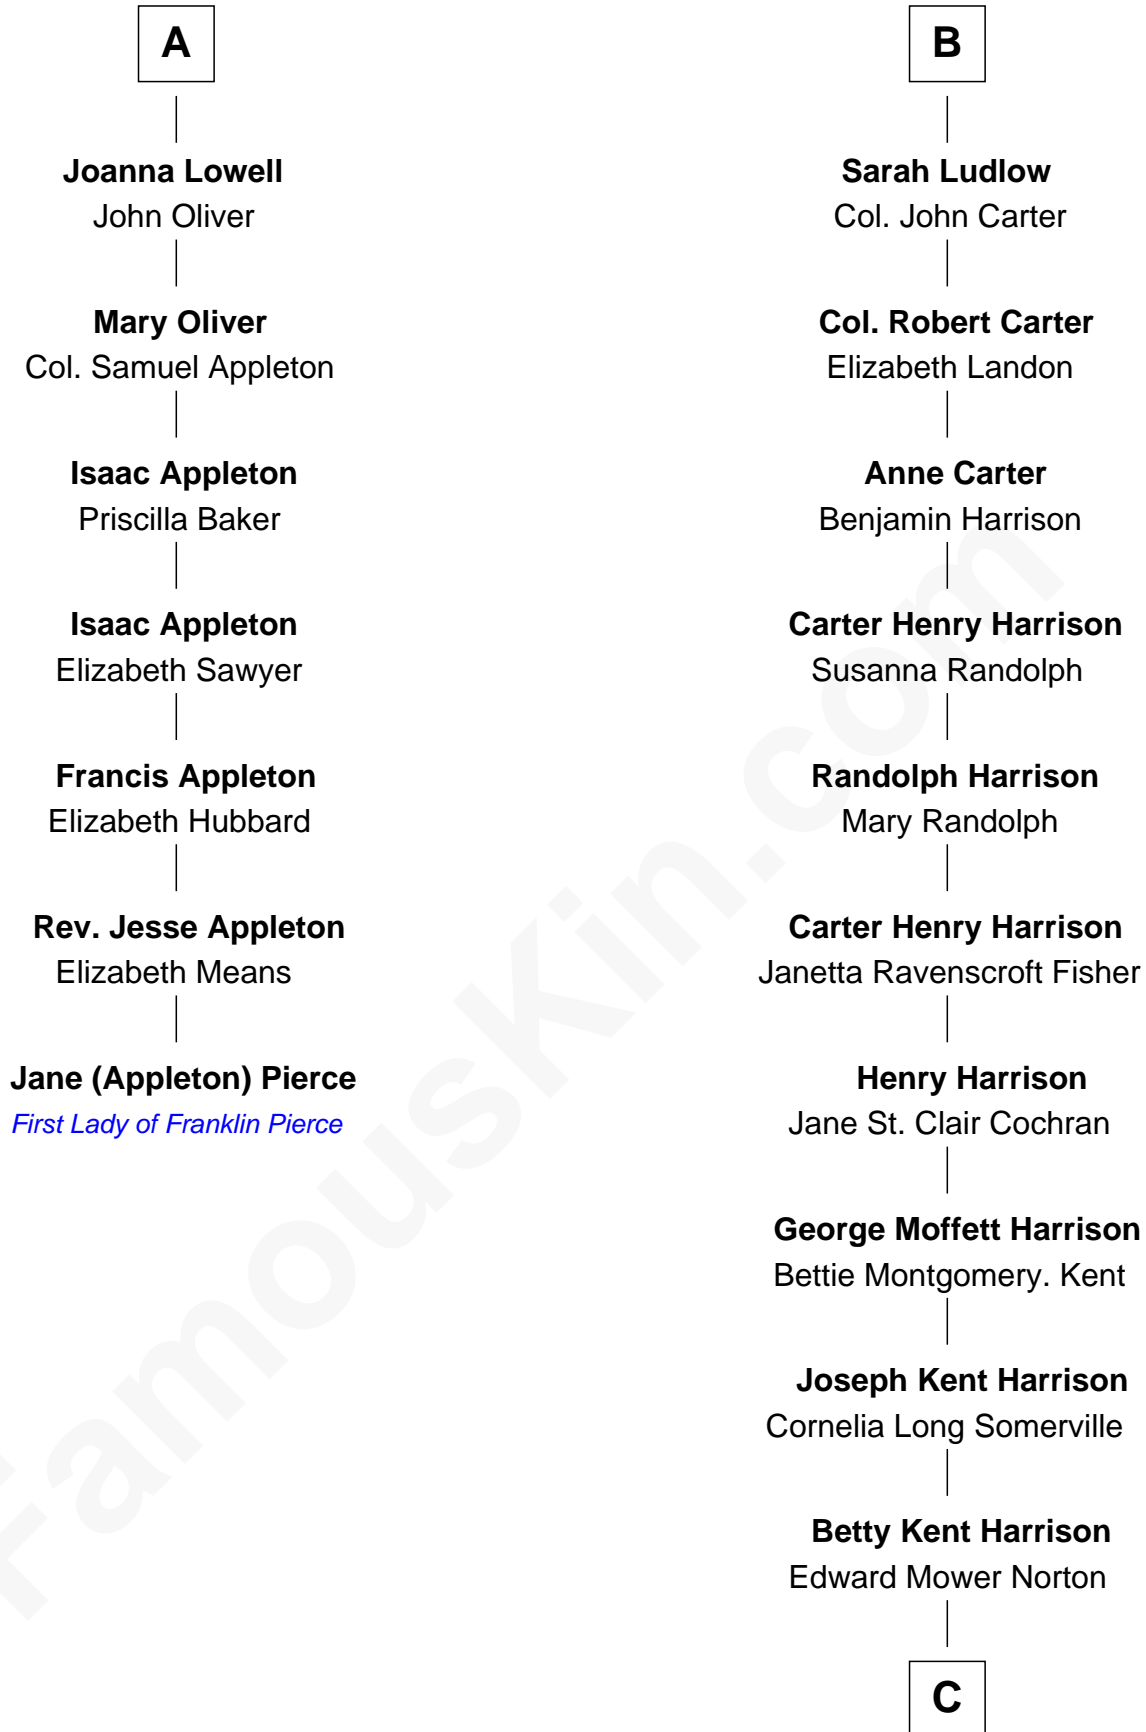 A
Joanna Lowell
John Oliver
Mary Oliver
Col. Samuel Appleton
Isaac Appleton
Priscilla Baker
Isaac Appleton
Elizabeth Sawyer
Francis Appleton
Elizabeth Hubbard
Rev. Jesse Appleton
Elizabeth Means
Jane (Appleton) Pierce
First Lady of Franklin Pierce
B
Sarah Ludlow
Col. John Carter
Col. Robert Carter
Elizabeth Landon
Anne Carter
Benjamin Harrison
Carter Henry Harrison
Susanna Randolph
Randolph Harrison
Mary Randolph
Carter Henry Harrison
Janetta Ravenscroft Fisher
Henry Harrison
Jane St. Clair Cochran
George Moffett Harrison
Bettie Montgomery. Kent
Joseph Kent Harrison
Cornelia Long Somerville
Betty Kent Harrison
Edward Mower Norton
C
FamousKin.com